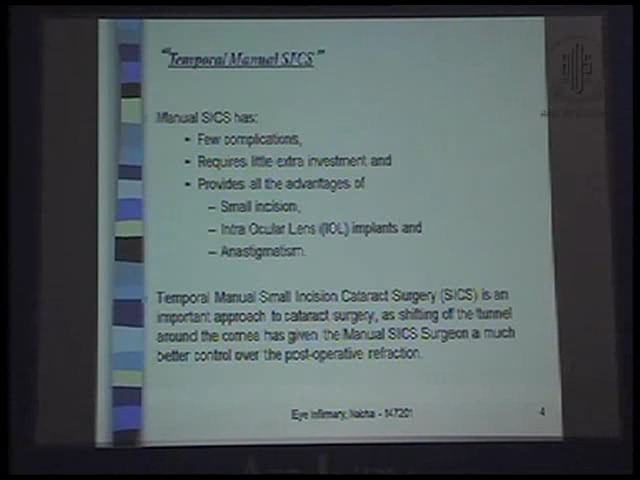 "Temporal Manual SICS"
Manual SICS has:
- Few complications,
- Requires little extra investment and
- Provides all the advantages of
– Small incision,
– Intra Ocular Lens (IOL) implants and
– Anastigmatism.
Temporal Manual Small Incision Cataract Surgery (SICS) is an
important approach to cataract surgery, as shifting of the tunnel
around the cornea has given the Manual SICS Surgeon a much
better control over the post-operative refraction.
Eye Infirmary, Nabha - 147201
4